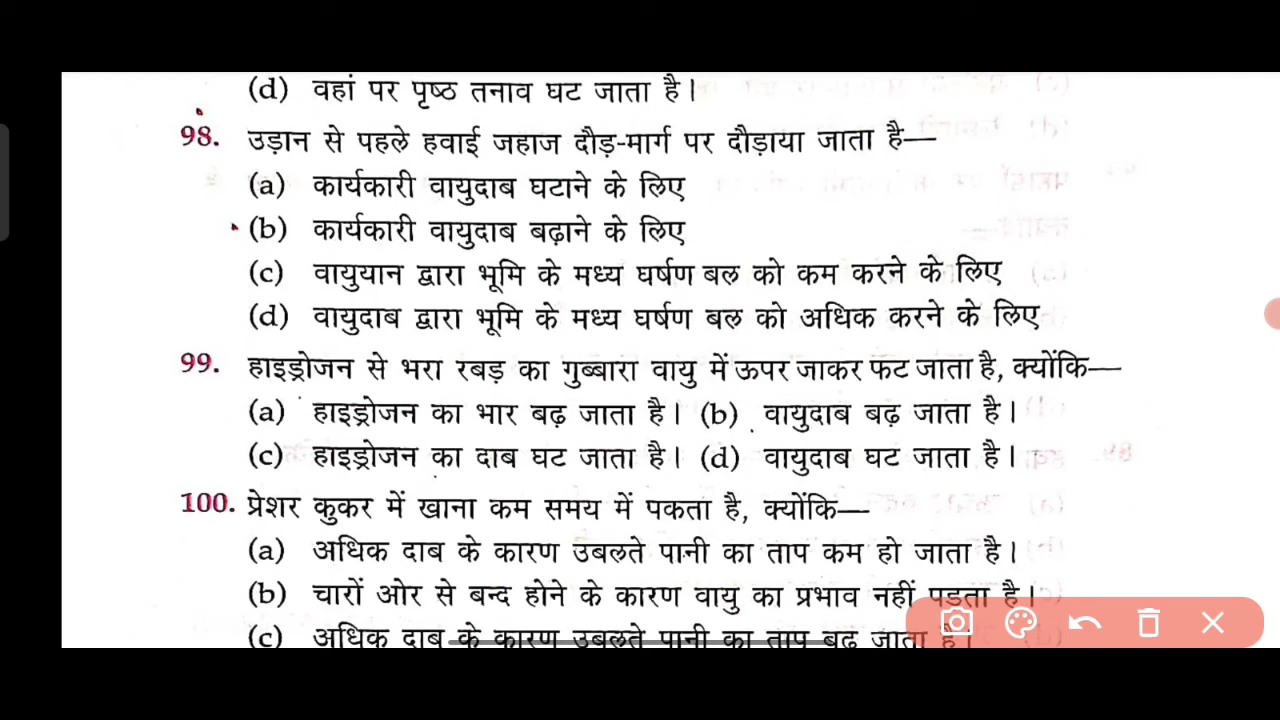 (d) वहां पर पृष्ठ तनाव घट जाता है।
98. उड़ान से पहले हवाई जहाज दौड़-मार्ग पर दौड़ाया जाता है—
(a) कार्यकारी वायुदाब घटाने के लिए
(b) कार्यकारी वायुदाब बढ़ाने के लिए
(c) वायुयान द्वारा भूमि के मध्य घर्षण बल को कम करने के लिए
(d) वायुदाब द्वारा भूमि के मध्य घर्षण बल को अधिक करने के लिए
99. हाइड्रोजन से भरा रबड़ का गुब्बारा वायु में ऊपर जाकर फट जाता है, क्योंकि—
(a) हाइड्रोजन का भार बढ़ जाता है। (b) वायुदाब बढ़ जाता है।
(c) हाइड्रोजन का दाब घट जाता है। (d) वायुदाब घट जाता है।
100. प्रेशर कुकर में खाना कम समय में पकता है, क्योंकि—
(a) अधिक दाब के कारण उबलते पानी का ताप कम हो जाता है।
(b) चारों ओर से बन्द होने के कारण वायु का प्रभाव नहीं पड़ता है।
(c) अधिक दाब के कारण उबलते पानी का ताप बढ़ जाता है।